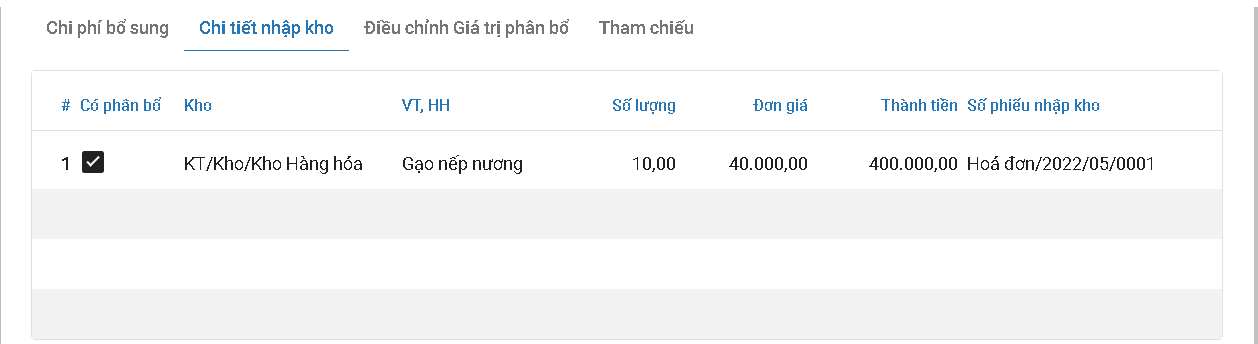 Chi phí bổ sung Chi tiết nhập kho Điều chỉnh Giá trị phân bổ Tham chiếu
# Có phân bổ Kho VT, HH Số lượng Đơn giá Thành tiền Số phiếu nhập kho
1 KT/Kho/Kho Hàng hóa Gạo nếp nương 10,00 40.000,00 400.000,00 Hoá đơn/2022/05/0001